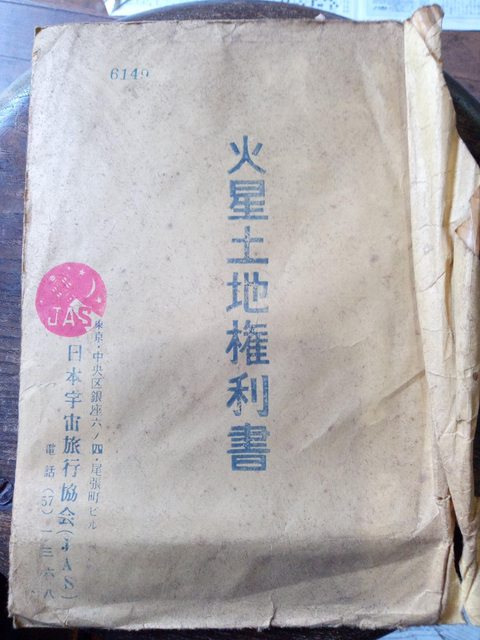 6149
火星土地権利書
JAS
東京・中央区銀座六ノ四・尾張町ビル
日本宇宙旅行協会(JAS)
電話(57)一三六八